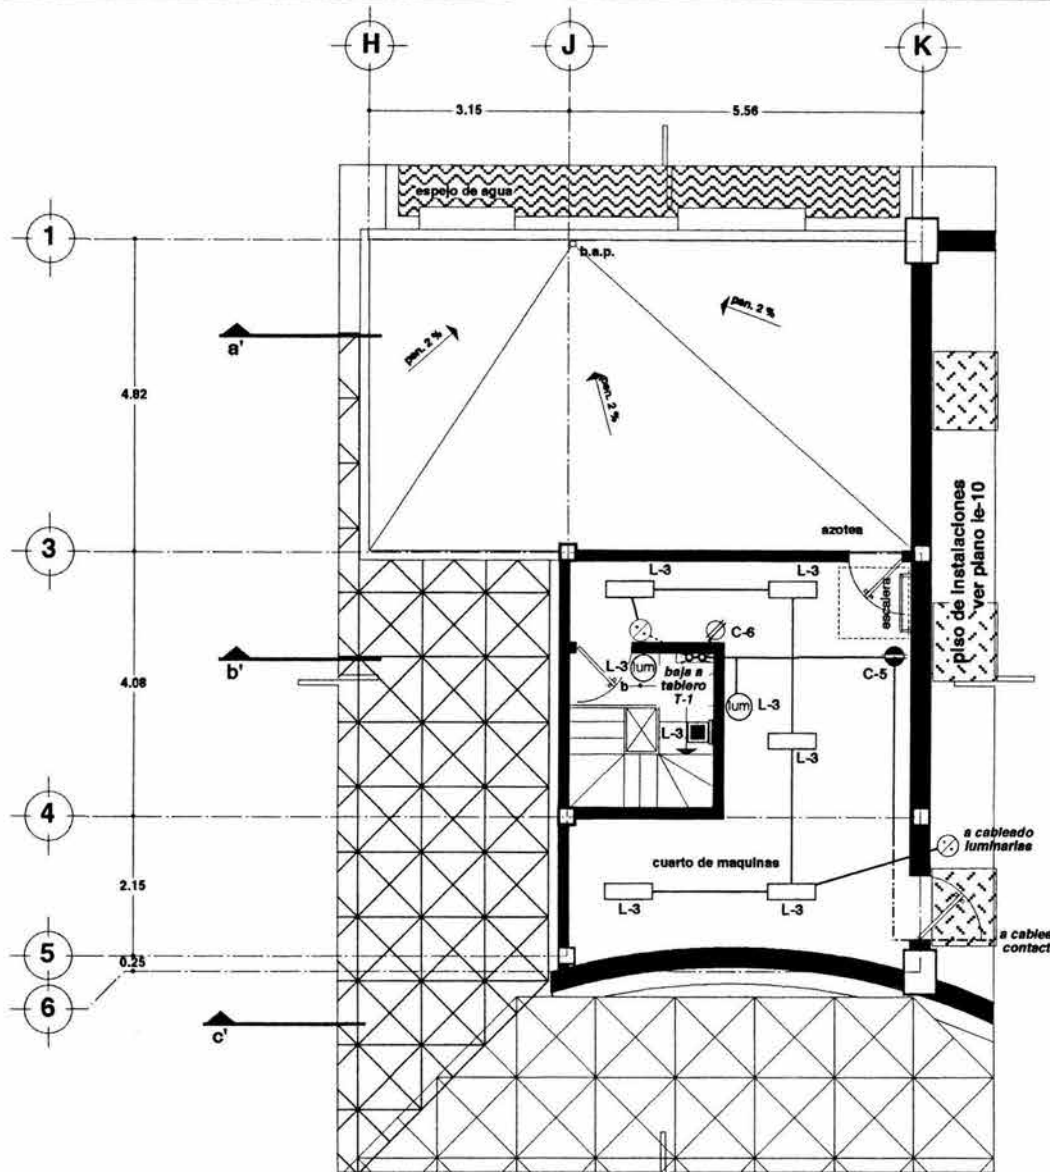 H
J
K
3.15
5.56
espejo de agua
1
b.a.p.
pen. 2 %
pen. 2 %
pen. 2 %
a'
4.82
piso de instalaciones
ver plano ie-10
azotea
3
L-3
L-3
escalera
C-6
b'
L-3
1um
b
baja a
tablero
T-1
C-5
4.08
1um
L-3
L-3
L-3
4
a cableado
luminarias
cuarto de maquinas
2.15
L-3
L-3
a cablea
contact
5
0.25
6
c'